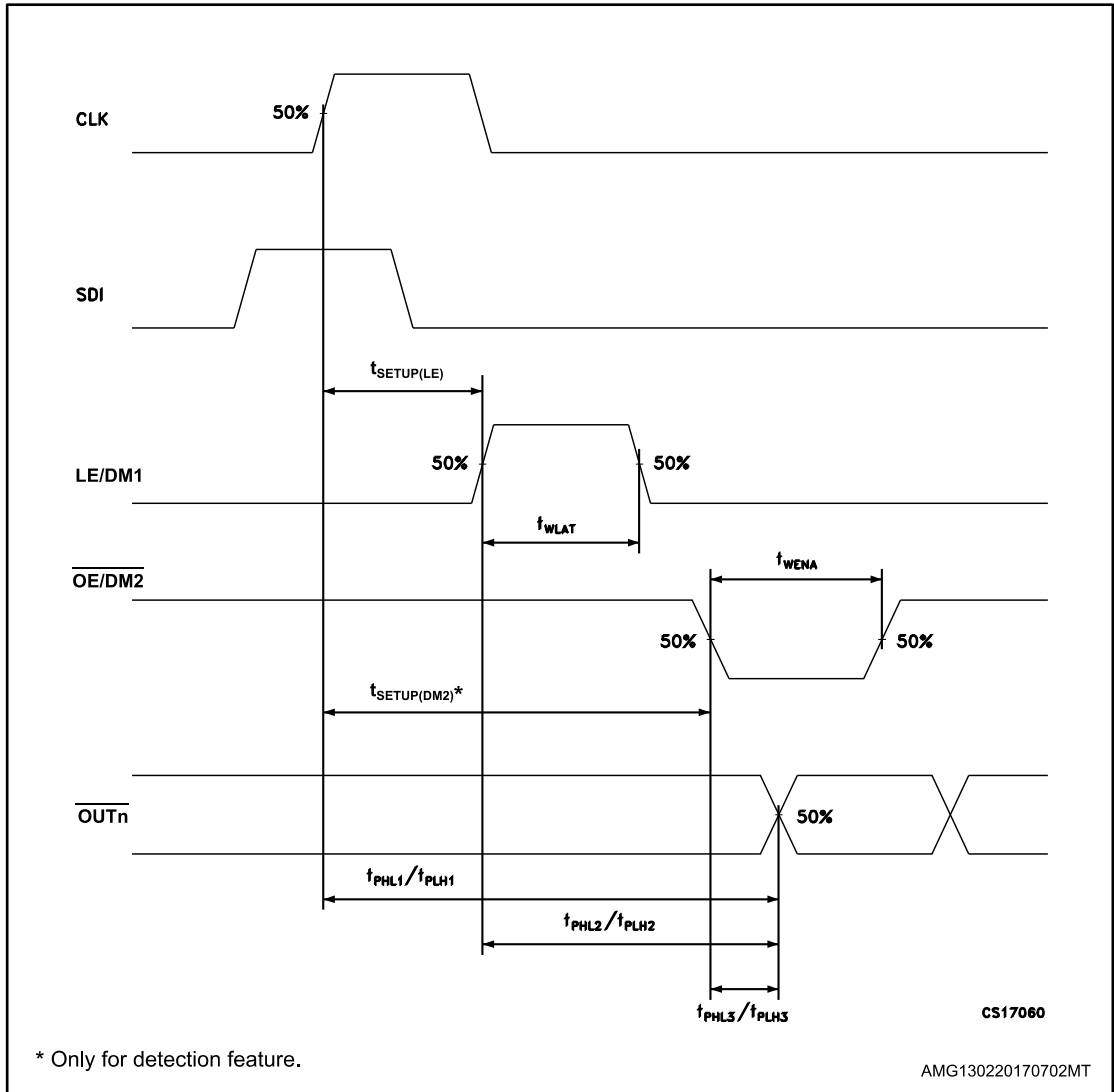 50%
CLK
SDI
tSETUP(LE)
50% 50%
LE/DM1
tWLAT
OE/DM2
tWENA
50% 50%
tSETUP(DM2)*
OUTn
50%
tPHL1/tPLH1
tPHL2/tPLH2
tPHL3/tPLH3
CS17060
* Only for detection feature.
AMG130220170702MT